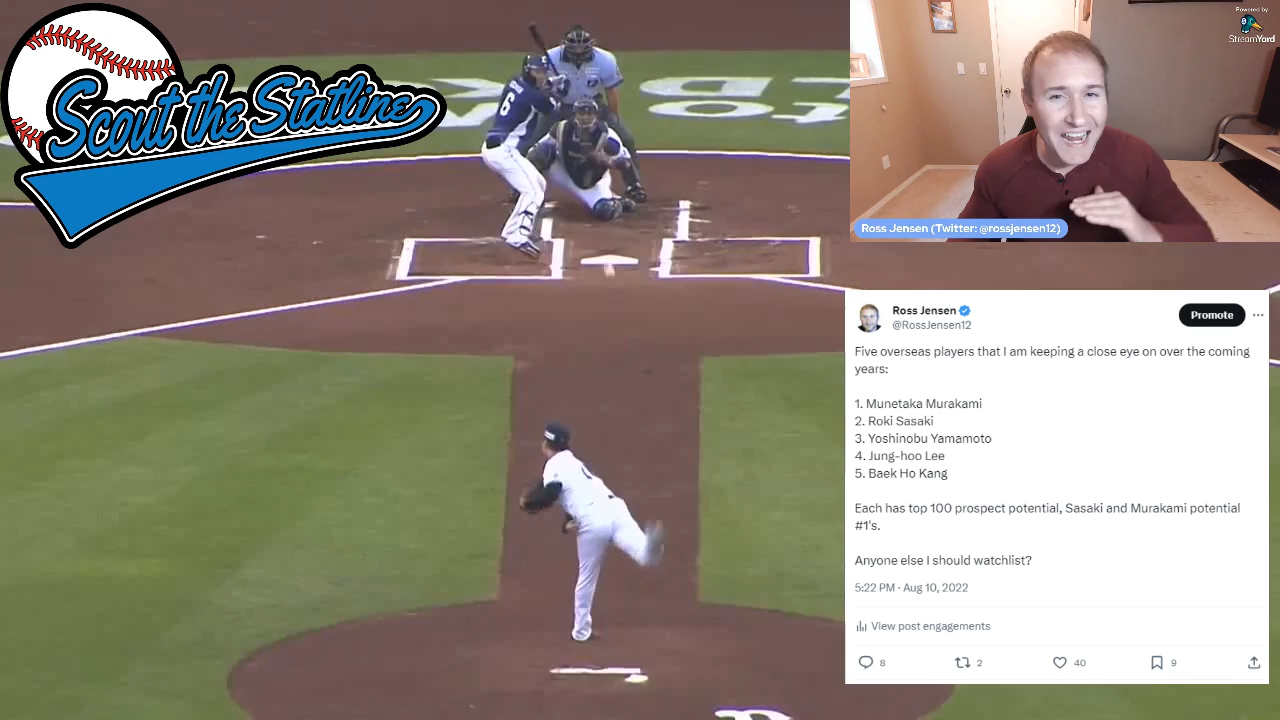 Scout the Statline
6
Powered by
StreamYard
Ross Jensen (Twitter: @rossjensen12)
Ross Jensen
@RossJensen12
Promote
Five overseas players that I am keeping a close eye on over the coming
years:
1. Munetaka Murakami
2. Roki Sasaki
3. Yoshinobu Yamamoto
4. Jung-hoo Lee
5. Baek Ho Kang
Each has top 100 prospect potential, Sasaki and Murakami potential
#1's.
Anyone else I should watchlist?
5:22 PM · Aug 10, 2022
View post engagements
8
2
40
9